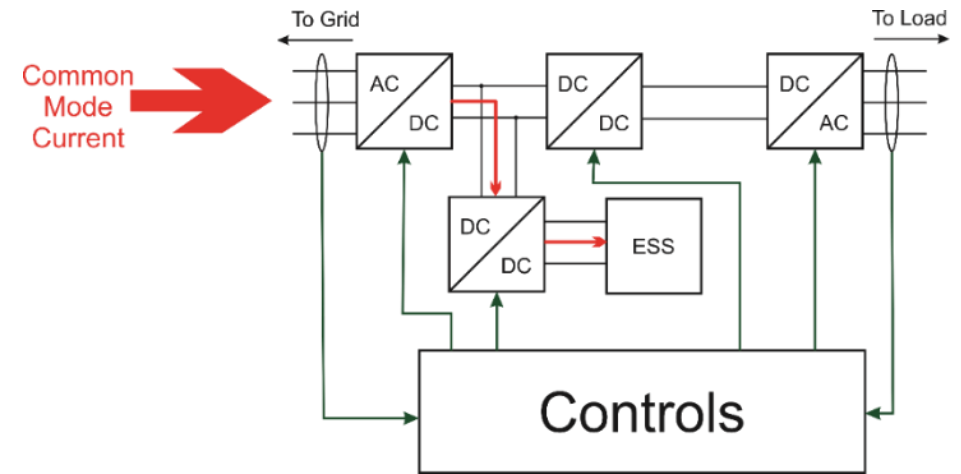 To Grid
To Load
Common
Mode
Current
AC
DC
DC
DC
DC
AC
DC
DC
ESS
Controls